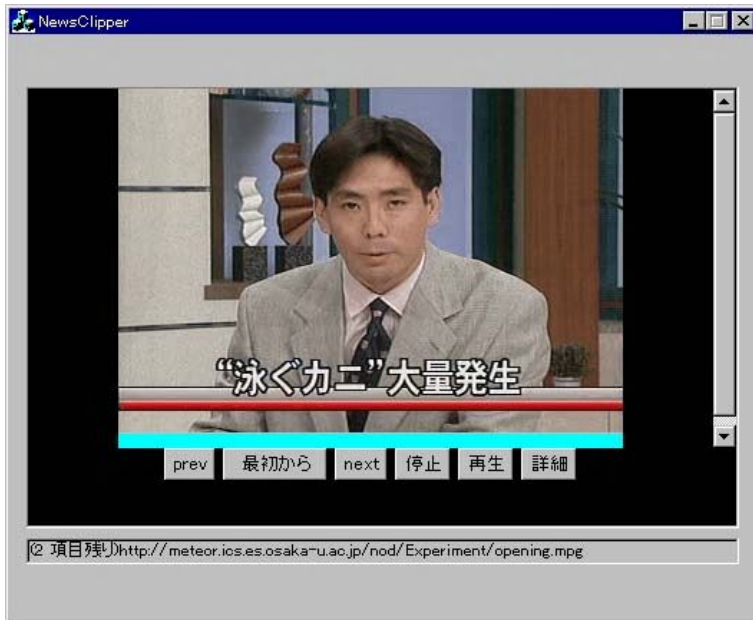 NewsClipper
“泳ぐカニ”大量発生
prev 最初から next 停止 再生 詳細
(2 項目残り)http://meteor.ics.es.osaka-u.ac.jp/nod/Experiment/opening.mpg